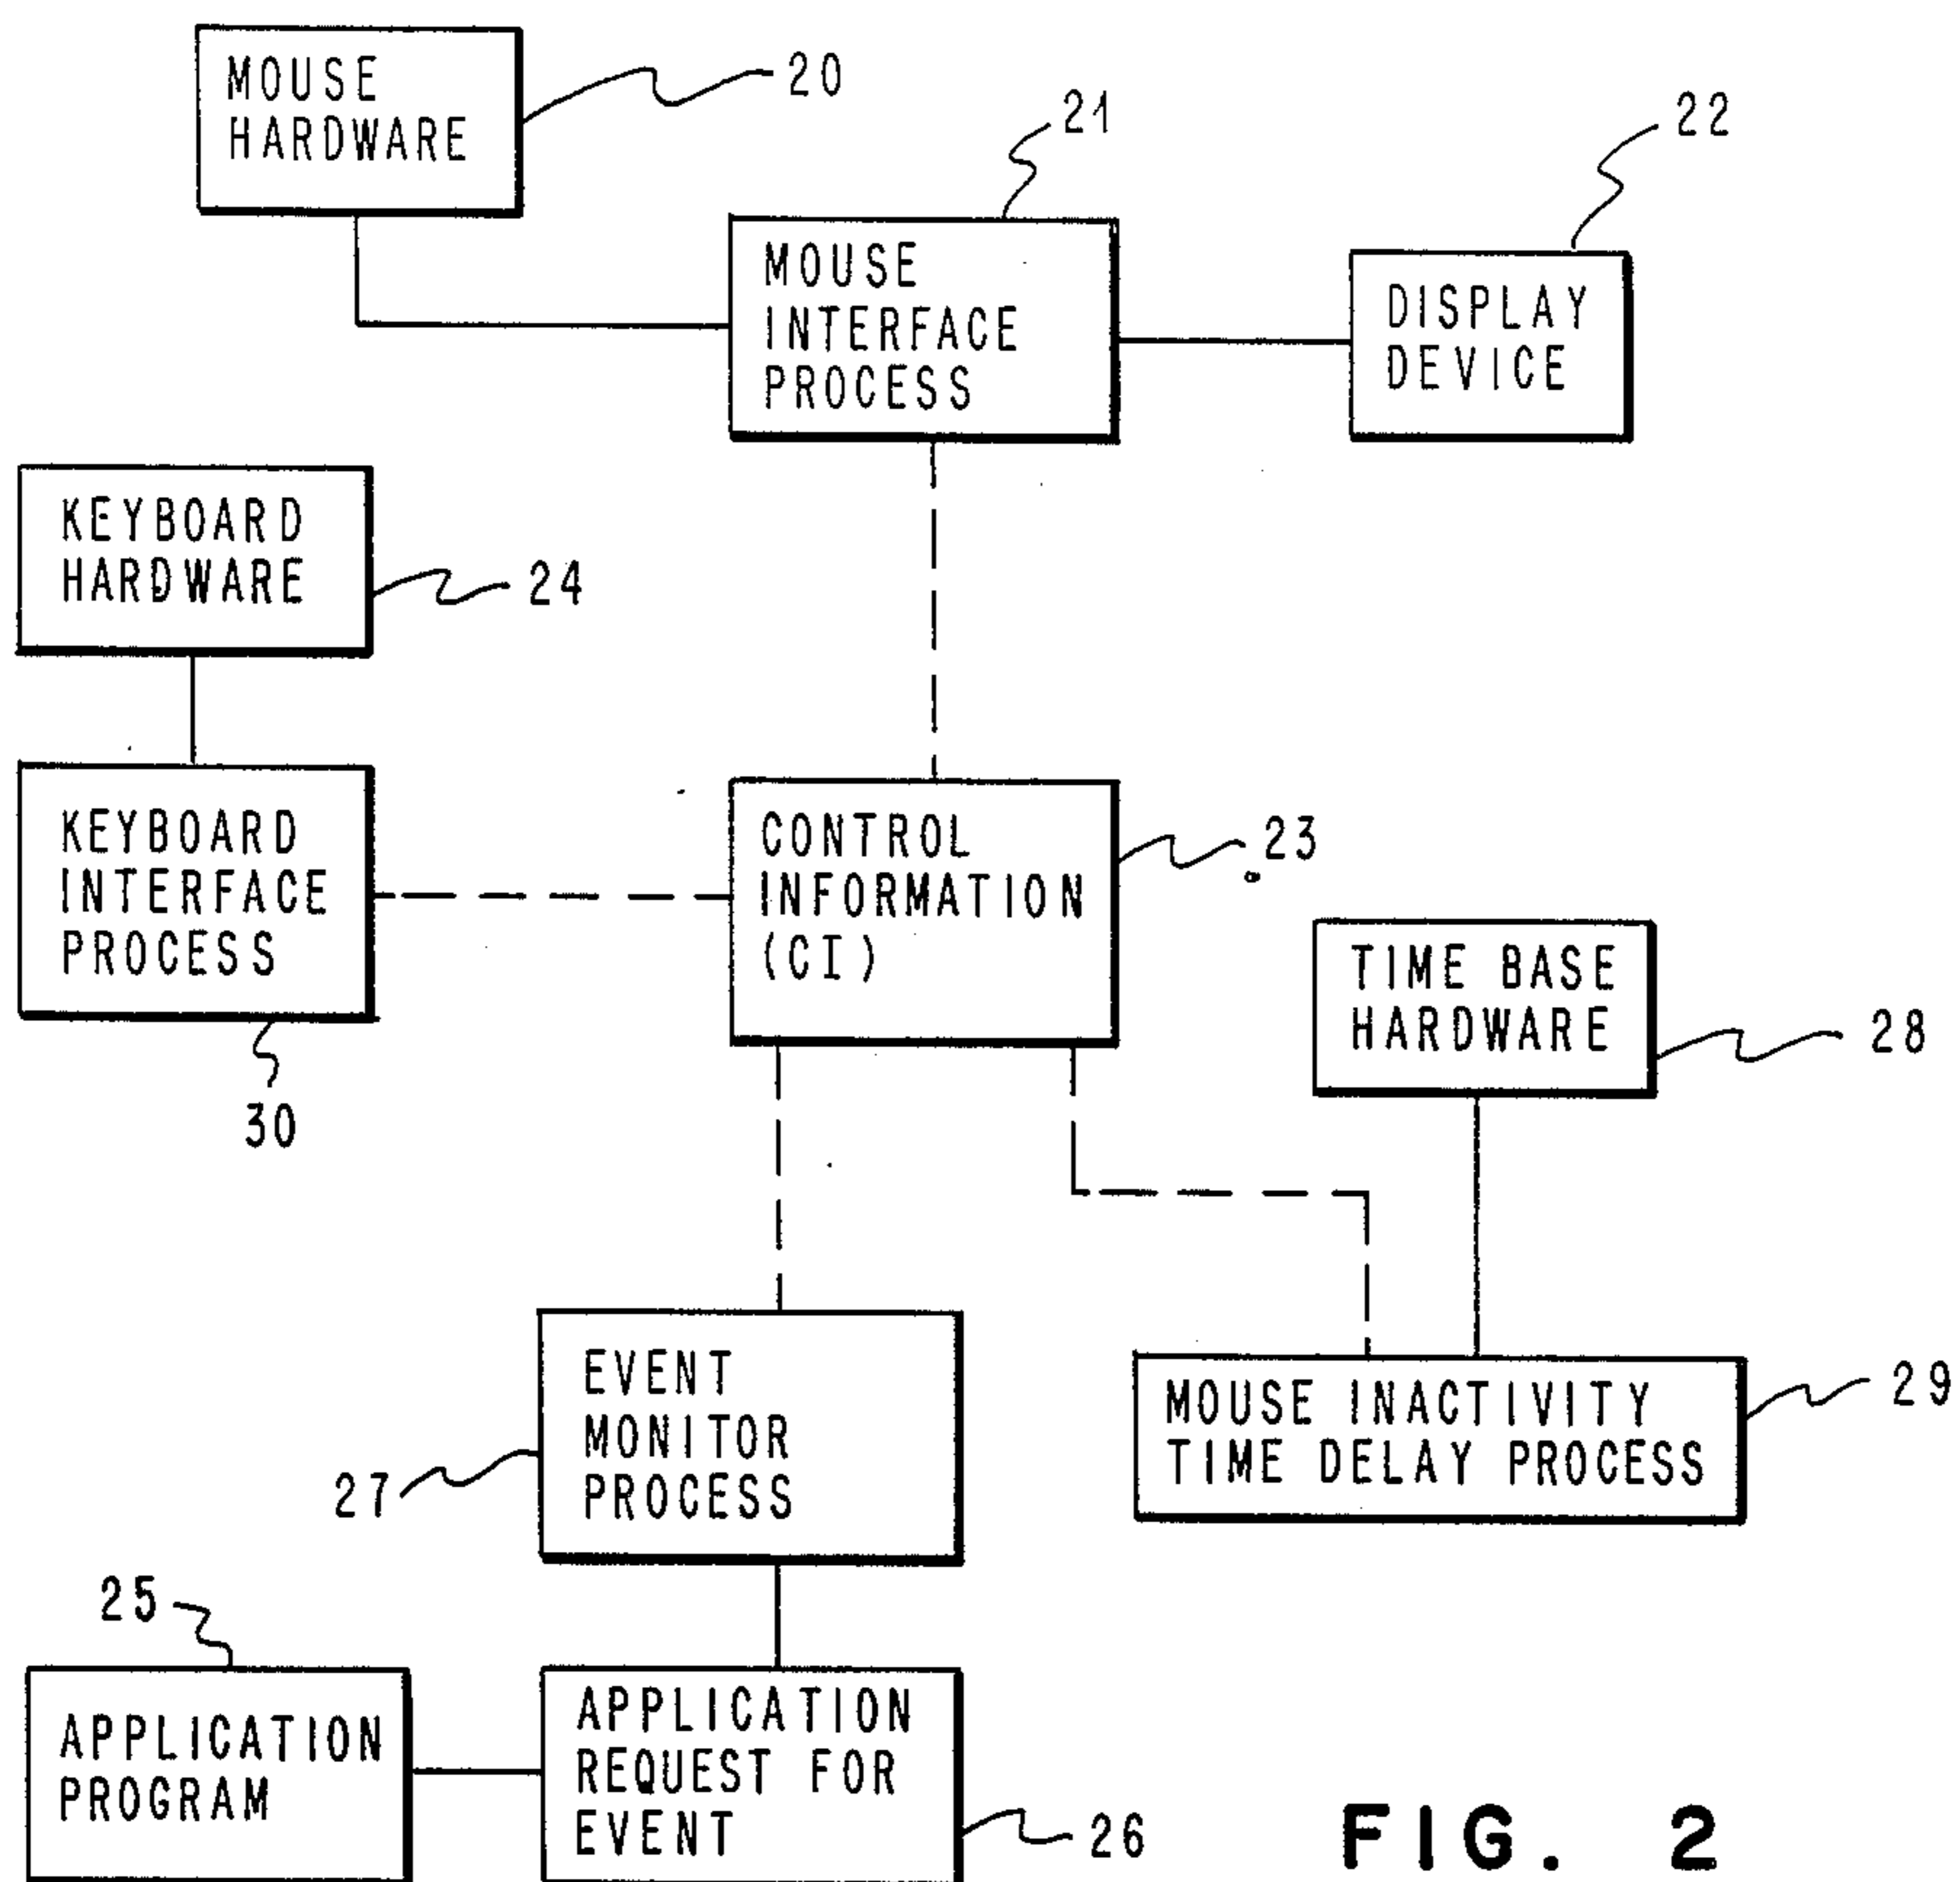 MOUSE
HARDWARE
20
21
22
MOUSE
INTERFACE
PROCESS
DISPLAY
DEVICE
KEYBOARD
HARDWARE
24
KEYBOARD
INTERFACE
PROCESS
30
CONTROL
INFORMATION
(CI)
23
TIME BASE
HARDWARE
28
EVENT
MONITOR
PROCESS
27
MOUSE INACTIVITY
TIME DELAY PROCESS
29
25
APPLICATION
PROGRAM
APPLICATION
REQUEST FOR
EVENT
26
FIG. 2